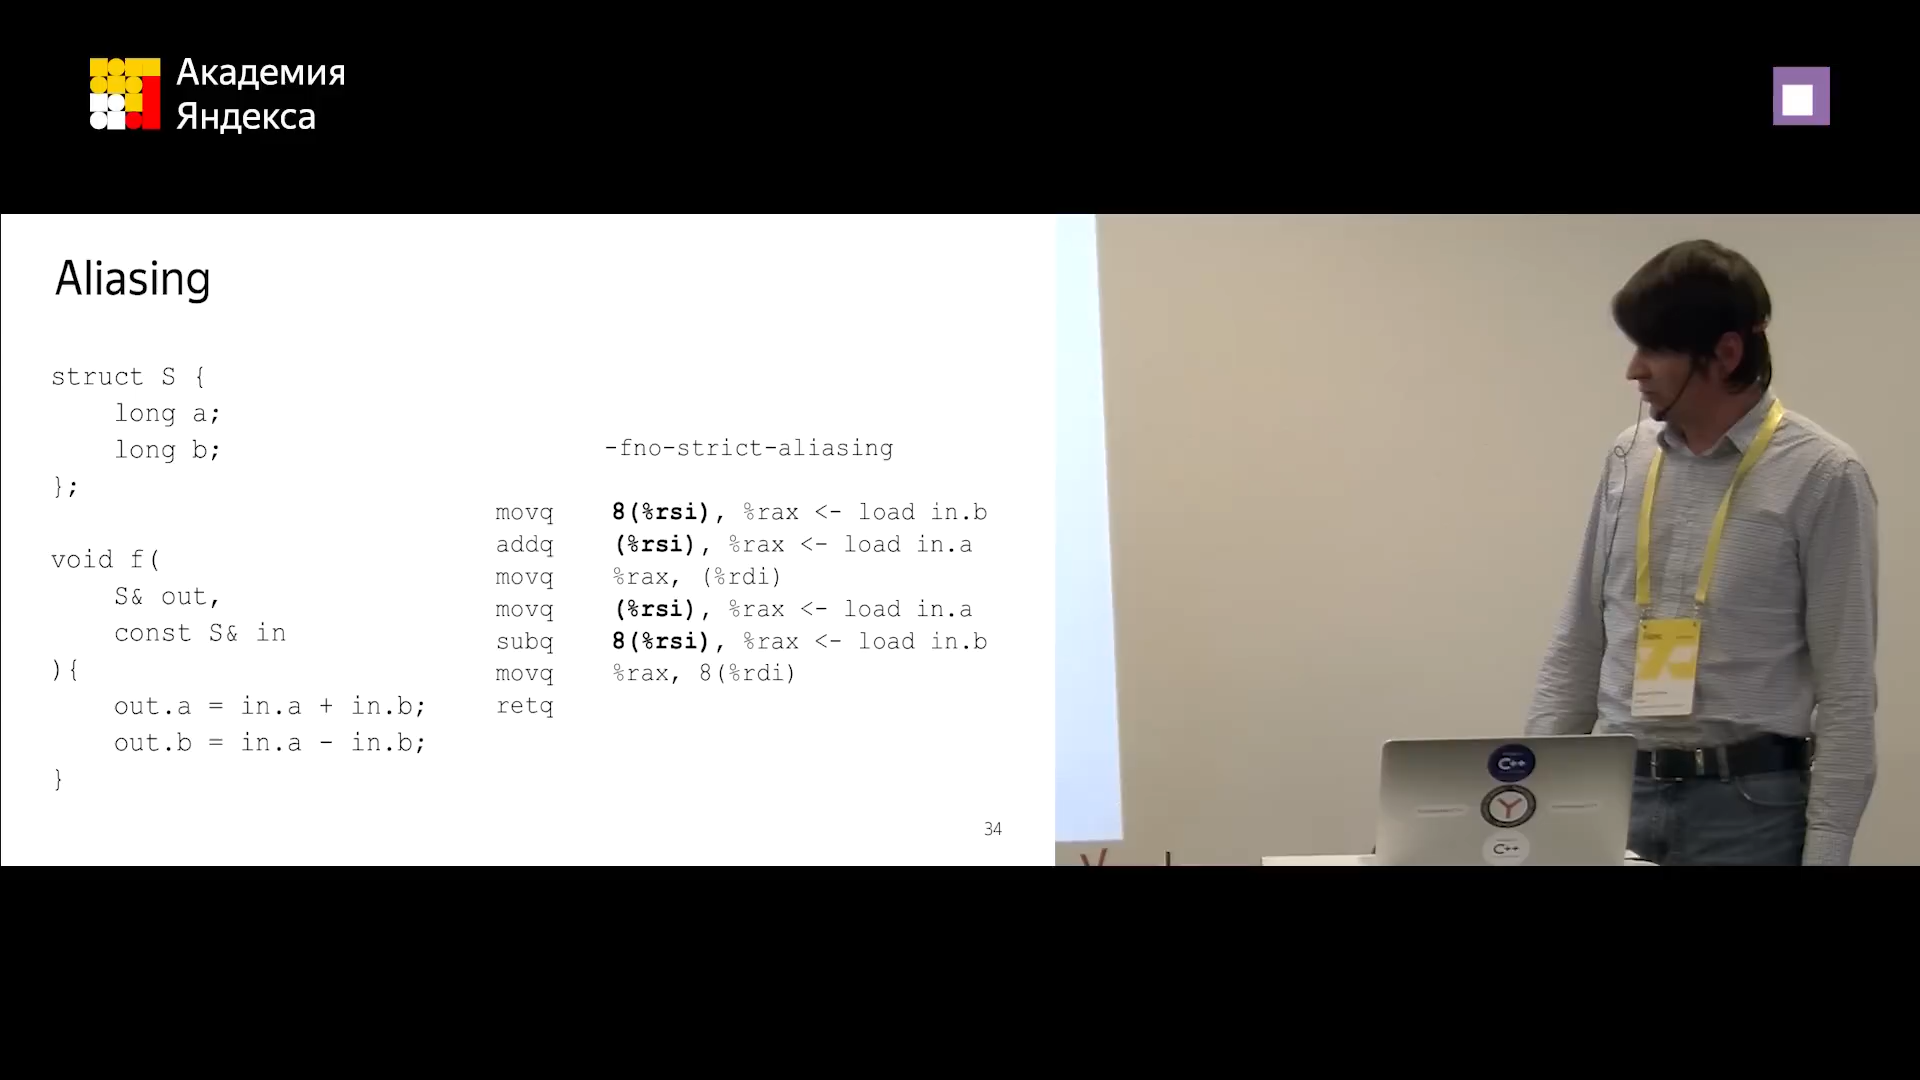 Академия
Яндекса
Aliasing
struct S {
    long a;
    long b;
};
void f(
    S& out,
    const S& in
){
    out.a = in.a + in.b;
    out.b = in.a - in.b;
}
-fno-strict-aliasing
movq 8(%rsi), %rax <- load in.b
addq (%rsi), %rax <- load in.a
movq %rax, (%rdi)
movq (%rsi), %rax <- load in.a
subq 8(%rsi), %rax <- load in.b
movq %rax, 8(%rdi)
retq
34
C++
Y
C++